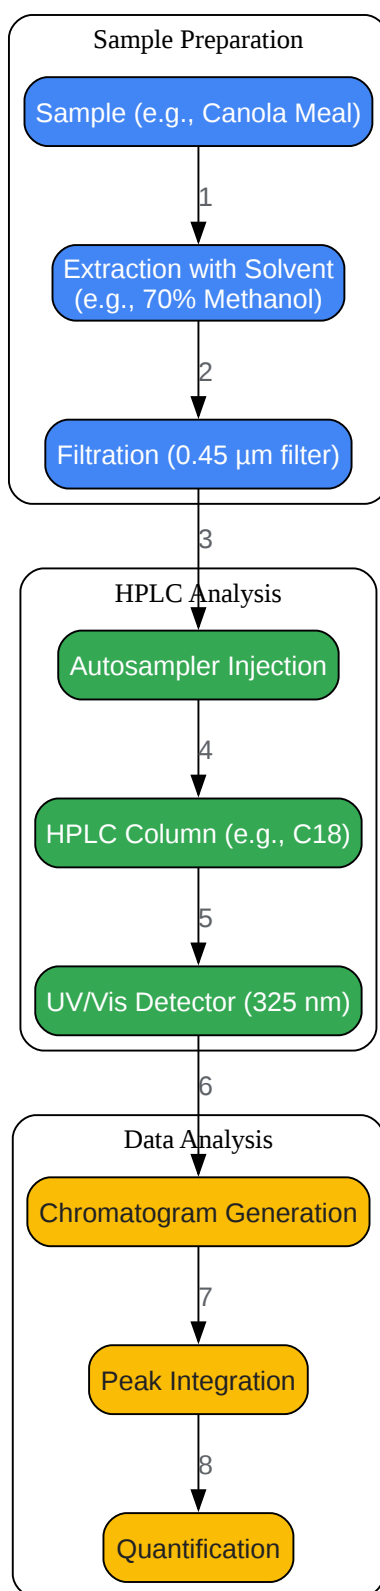 Sample Preparation
Sample (e.g., Canola Meal)
1
Extraction with Solvent
(e.g., 70% Methanol)
2
Filtration (0.45 µm filter)
3
HPLC Analysis
Autosampler Injection
4
HPLC Column (e.g., C18)
5
UV/Vis Detector (325 nm)
6
Data Analysis
Chromatogram Generation
7
Peak Integration
8
Quantification